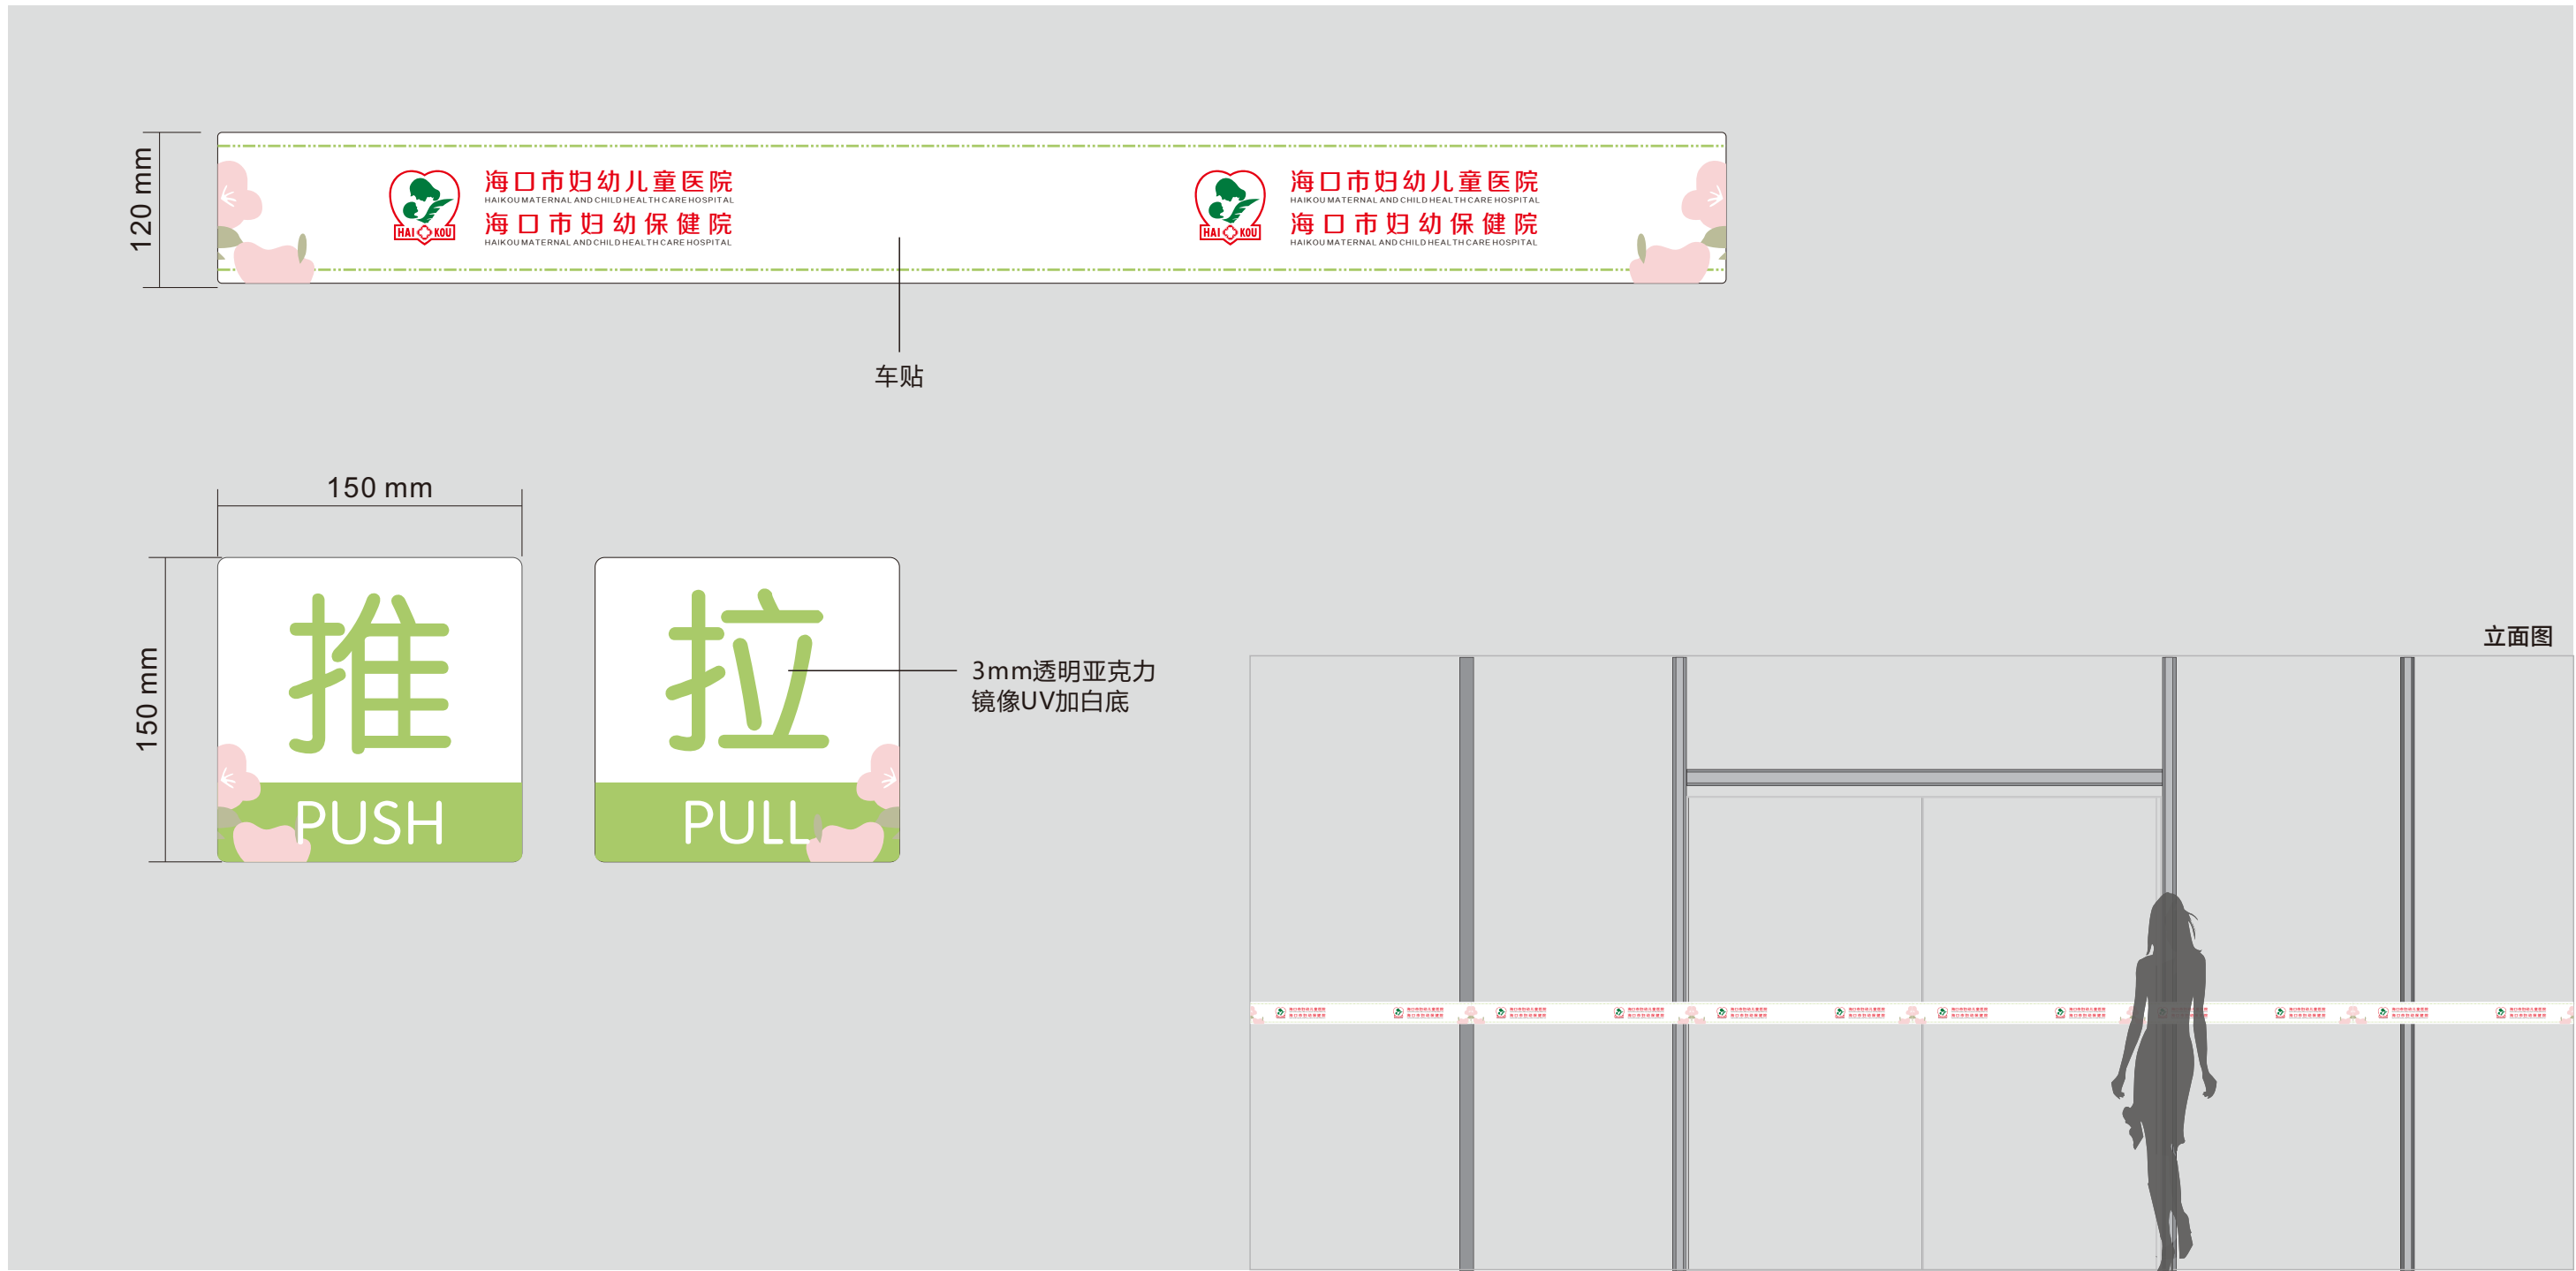 120 mm
海口市妇幼儿童医院
HAIKOU MATERNAL AND CHILD HEALTH CARE HOSPITAL
海口市妇幼保健院
HAIKOU MATERNAL AND CHILD HEALTH CARE HOSPITAL
HAI KOU
海口市妇幼儿童医院
HAIKOU MATERNAL AND CHILD HEALTH CARE HOSPITAL
海口市妇幼保健院
HAIKOU MATERNAL AND CHILD HEALTH CARE HOSPITAL
HAI KOU
车贴
150 mm
150 mm
推
PUSH
拉
PULL
3mm透明亚克力
镜像UV加白底
立面图